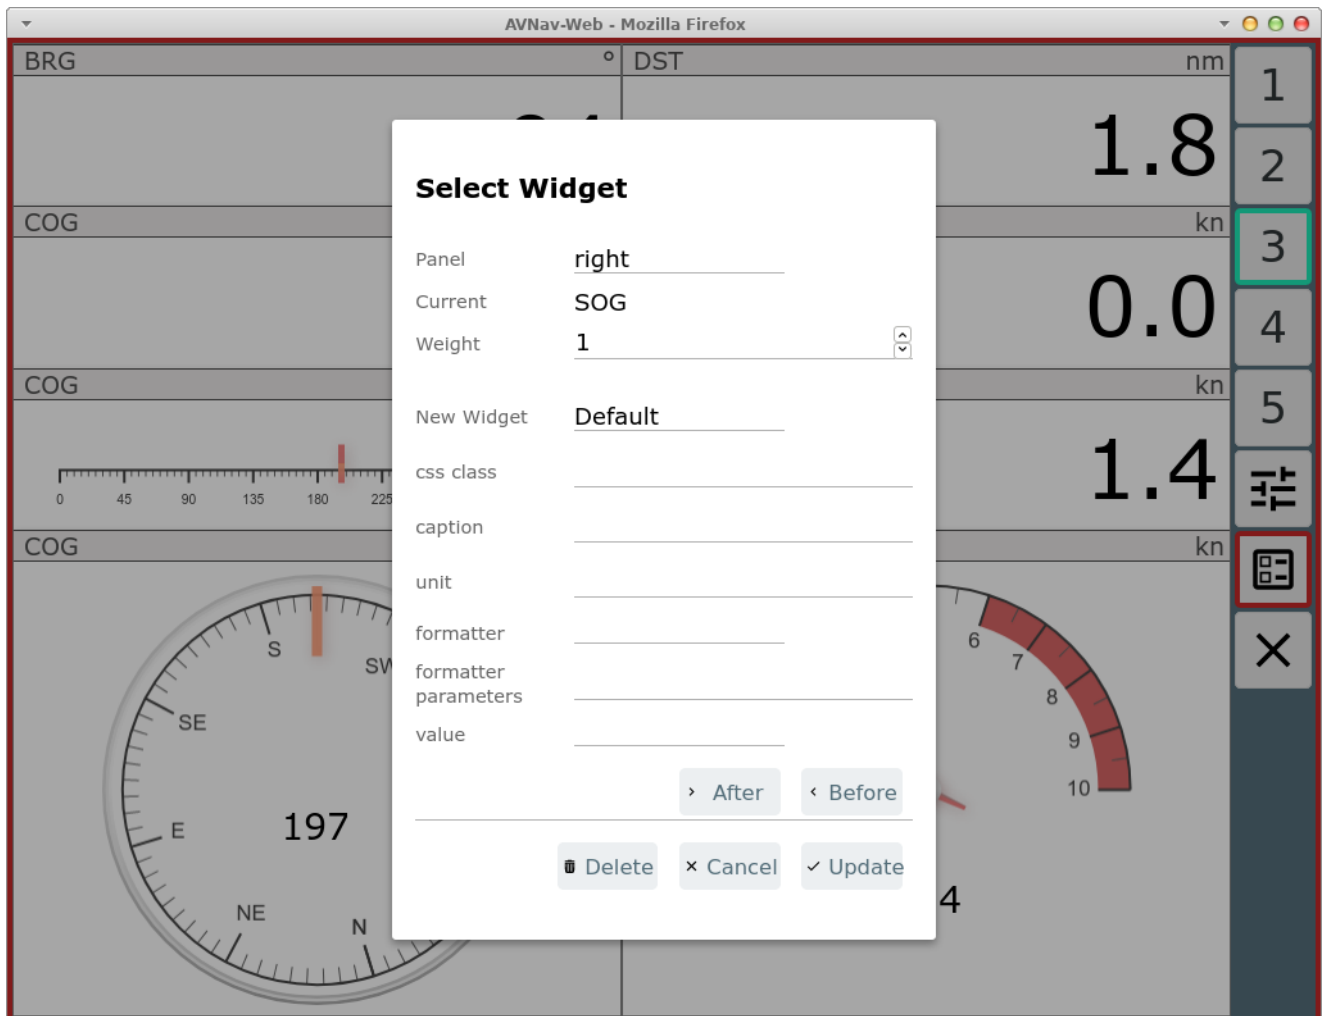 AVNav-Web - Mozilla Firefox
BRG °
DST nm
1.8
COG
kn
0.0
COG
kn
0 45 90 135 180 225
1.4
COG
kn
S
SW
SE
E
197
NE
N
6
7
8
9
10
4
Select Widget
Panel right
Current SOG
Weight 1
New Widget Default
css class
caption
unit
formatter
formatter
parameters
value
After Before
Delete Cancel Update
1
2
3
4
5